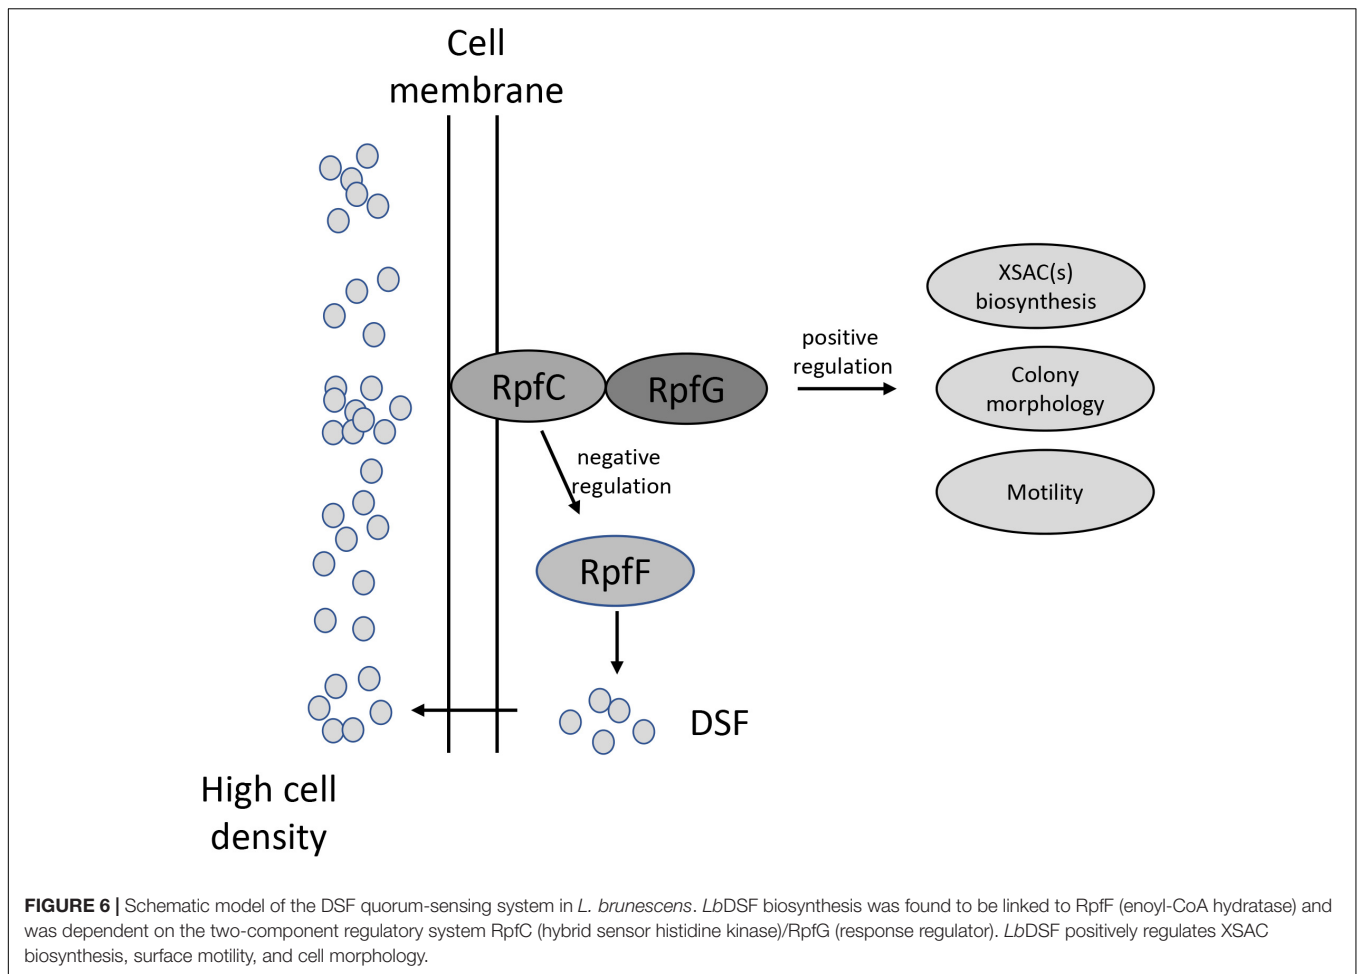 Cell
membrane
XSAC(s)
biosynthesis
positive
regulation
RpfC
RpfG
Colony
morphology
negative
regulation
Motility
RpfF
DSF
High cell
density
FIGURE 6 | Schematic model of the DSF quorum-sensing system in L. brunescens. LbDSF biosynthesis was found to be linked to RpfF (enoyl-CoA hydratase) and
was dependent on the two-component regulatory system RpfC (hybrid sensor histidine kinase)/RpfG (response regulator). LbDSF positively regulates XSAC
biosynthesis, surface motility, and cell morphology.